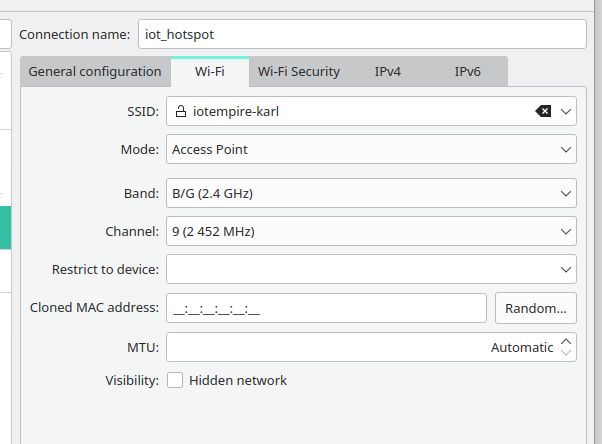 Connection name: iot_hotspot
General configuration Wi-Fi Wi-Fi Security IPv4 IPv6
SSID: iotempire-karl
Mode: Access Point
Band: B/G (2.4 GHz)
Channel: 9 (2 452 MHz)
Restrict to device:
Cloned MAC address: __:__:__:__:__:__ Random...
MTU: Automatic
Visibility: Hidden network